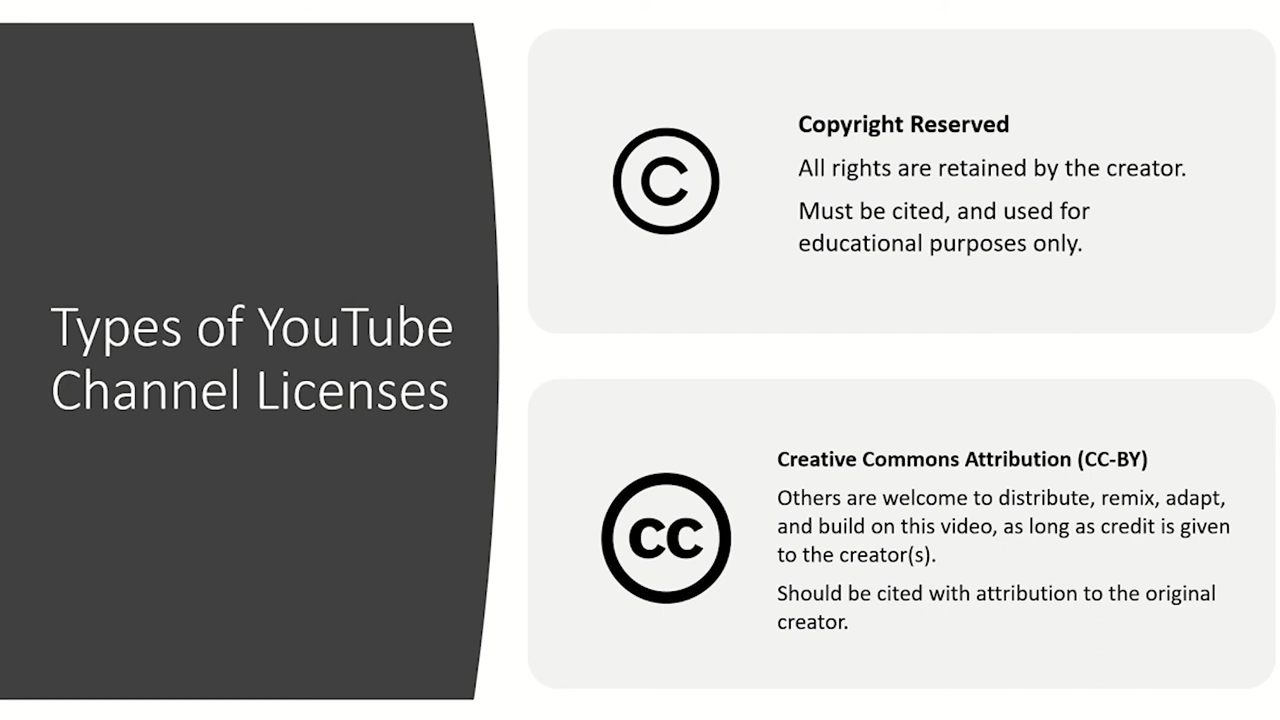 Types of YouTube
Channel Licenses
C
Copyright Reserved
All rights are retained by the creator.
Must be cited, and used for
educational purposes only.
CC
Creative Commons Attribution (CC-BY)
Others are welcome to distribute, remix, adapt,
and build on this video, as long as credit is given
to the creator(s).
Should be cited with attribution to the original
creator.